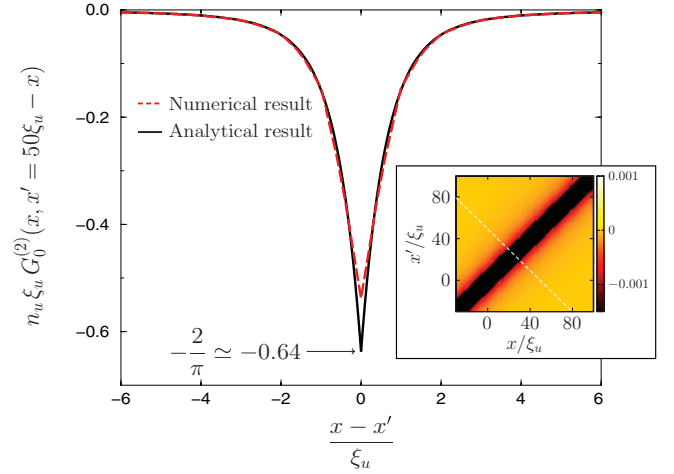 0.0
−0.2
−0.4
−0.6
n_u ξ_u G_0^{(2)}(x, x′ = 50ξ_u − x)
Numerical result
Analytical result
−2/π ≃ −0.64
−6 −4 −2 0 2 4 6
x − x′
ξ_u
0.001
0
−0.001
80
40
0
x′/ξ_u
0 40 80
x/ξ_u